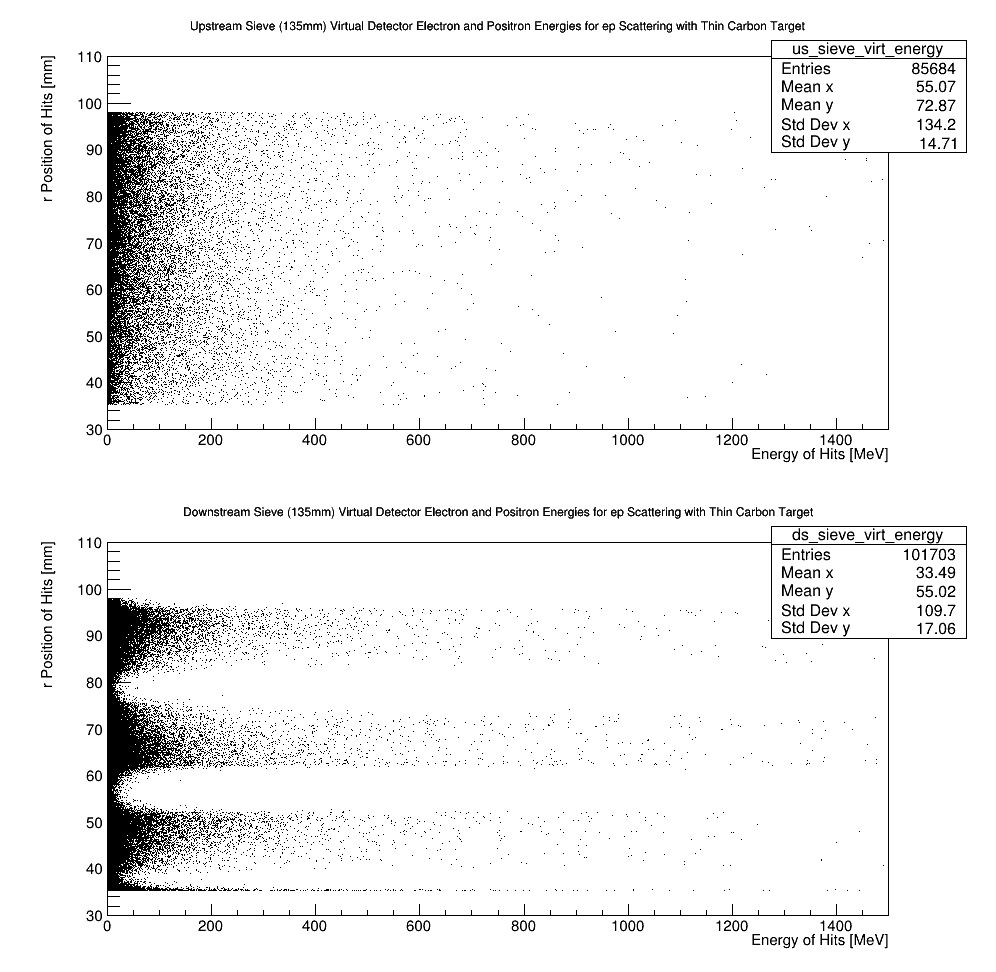 Upstream Sieve (135mm) Virtual Detector Electron and Positron Energies for ep Scattering with Thin Carbon Target
us_sieve_virt_energy
Entries 85684
Mean x 55.07
Mean y 72.87
Std Dev x 134.2
Std Dev y 14.71
r Position of Hits [mm]
110
100
90
80
70
60
50
40
30
0 200 400 600 800 1000 1200 1400
Energy of Hits [MeV]
Downstream Sieve (135mm) Virtual Detector Electron and Positron Energies for ep Scattering with Thin Carbon Target
ds_sieve_virt_energy
Entries 101703
Mean x 33.49
Mean y 55.02
Std Dev x 109.7
Std Dev y 17.06
r Position of Hits [mm]
110
100
90
80
70
60
50
40
30
0 200 400 600 800 1000 1200 1400
Energy of Hits [MeV]